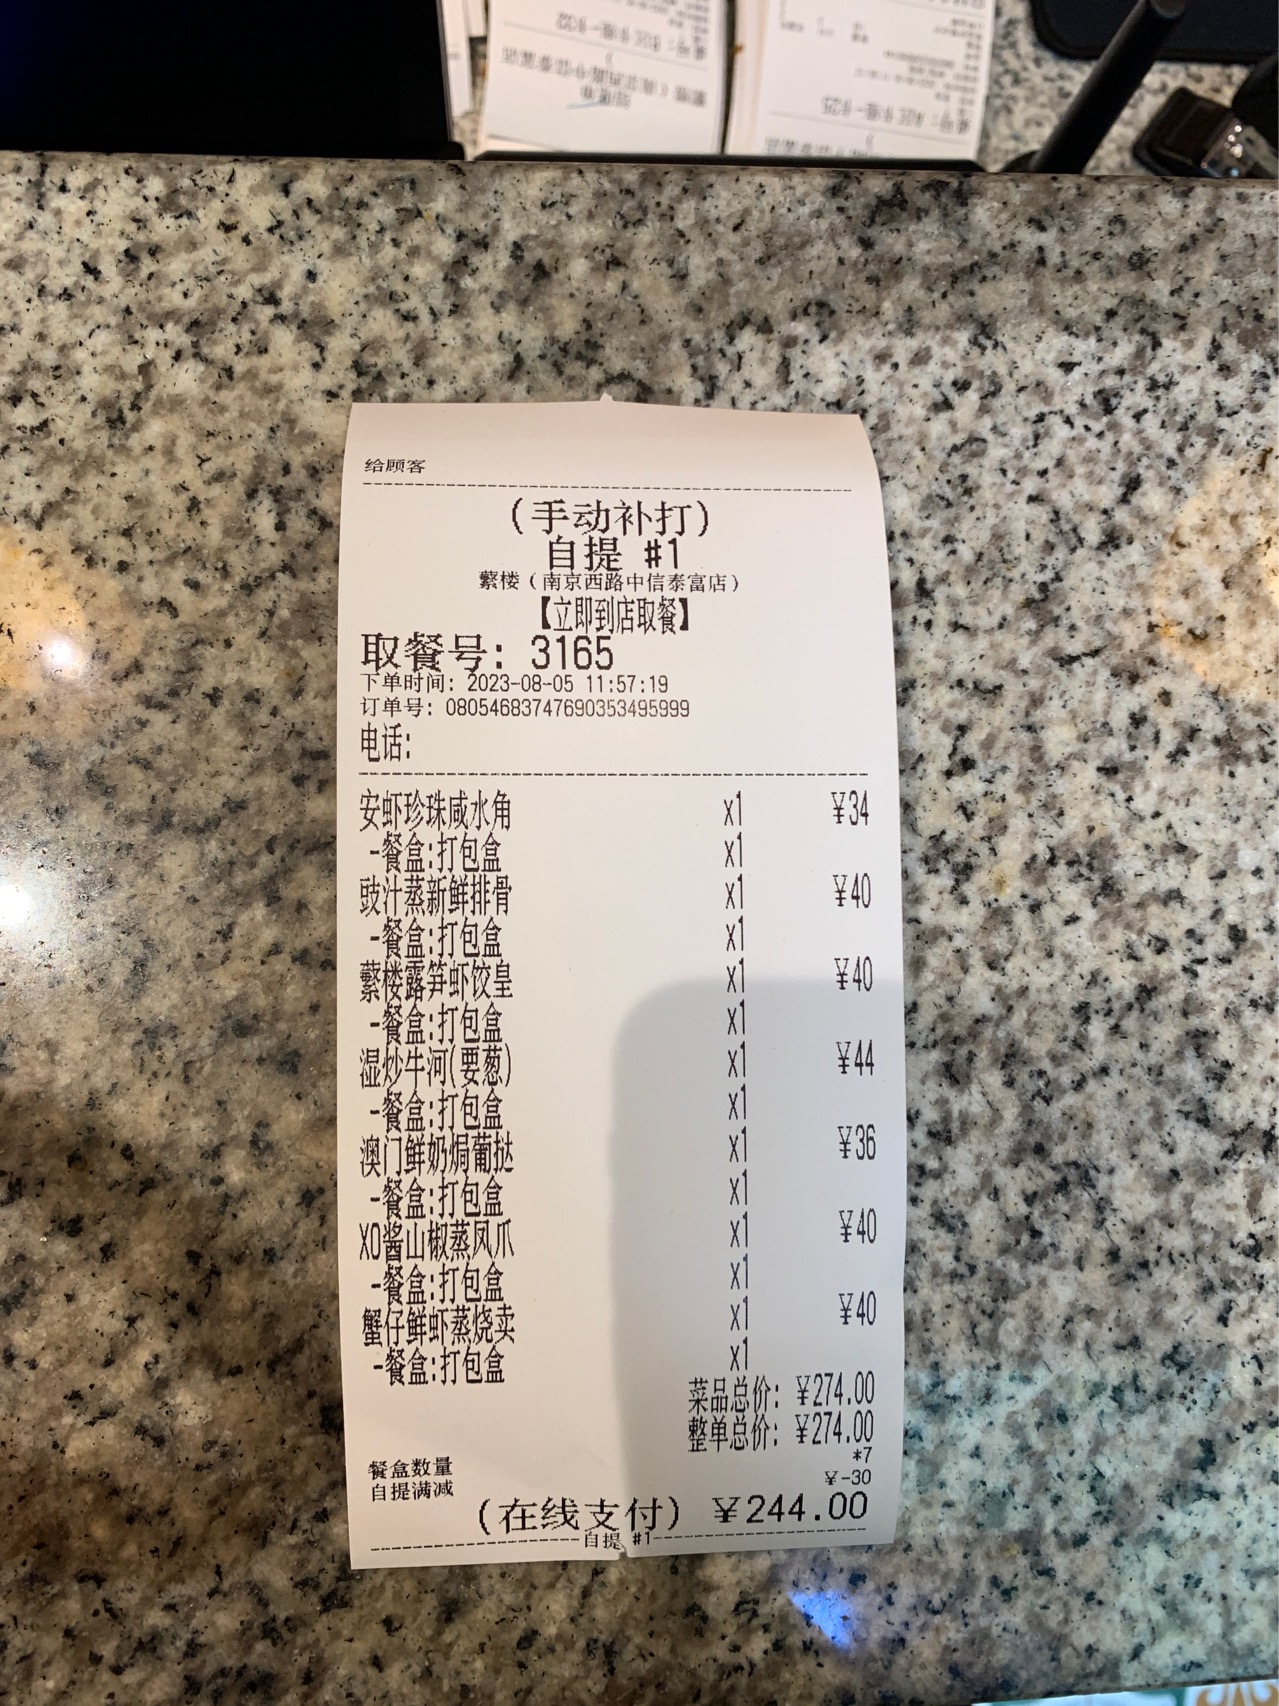 给顾客
(手动补打)
自提 #1
蘩楼(南京西路中信泰富店)
【立即到店取餐】
取餐号: 3165
下单时间: 2023-08-05 11:57:19
订单号: 080546837476903534​95999
电话:
安虾珍珠咸水角 x1 ¥34
-餐盒:打包盒 x1
豉汁蒸新鲜排骨 x1 ¥40
-餐盒:打包盒 x1
蘩楼露笋虾饺皇 x1 ¥40
-餐盒:打包盒 x1
湿炒牛河(要葱) x1 ¥44
-餐盒:打包盒 x1
澳门鲜奶焗葡挞 x1 ¥36
-餐盒:打包盒 x1
XO酱山椒蒸凤爪 x1 ¥40
-餐盒:打包盒 x1
蟹仔鲜虾蒸烧卖 x1 ¥40
-餐盒:打包盒 x1
菜品总价: ¥274.00
整单总价: ¥274.00
餐盒数量 *7
自提满减 ¥-30
(在线支付) ¥244.00
自提 #1